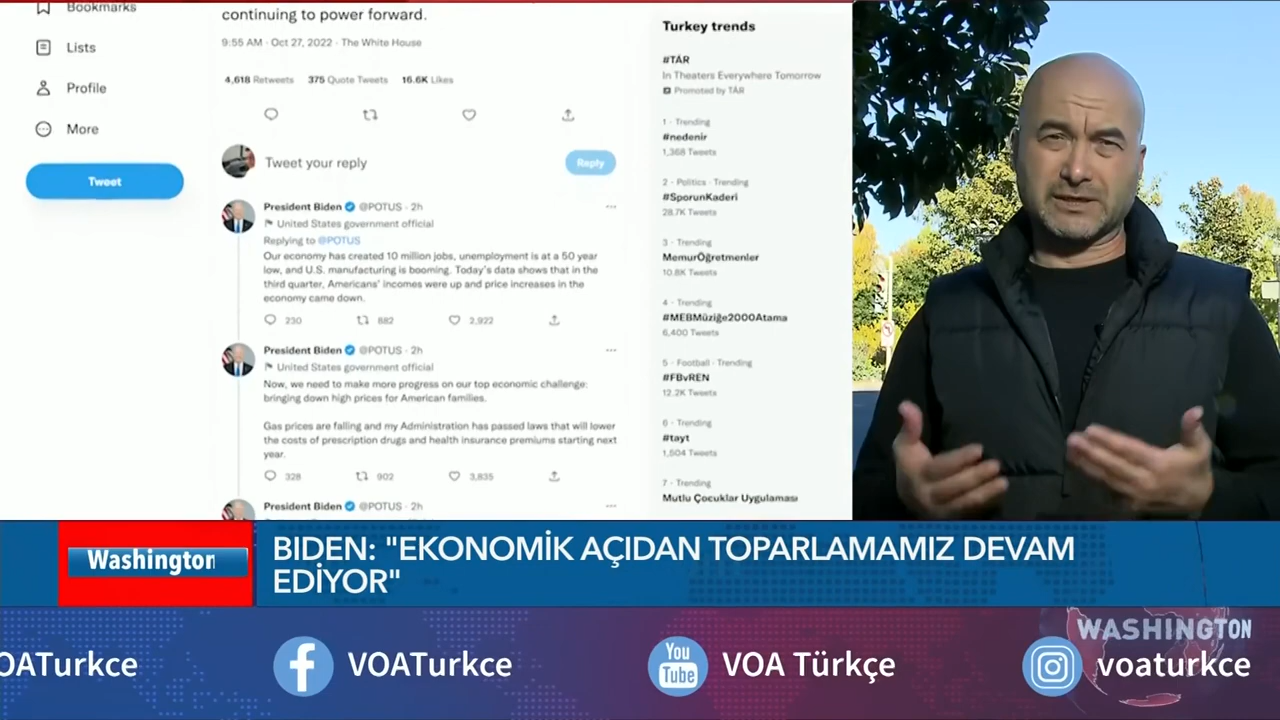 Bookmarks
Lists
Profile
More
Tweet
continuing to power forward.
9:55 AM · Oct 27, 2022 · The White House
4,618 Retweets 375 Quote Tweets 16.6K Likes
Tweet your reply
Reply
President Biden @POTUS · 2h
United States government official
Replying to @POTUS
Our economy has created 10 million jobs, unemployment is at a 50 year
low, and U.S. manufacturing is booming. Today's data shows that in the
third quarter, Americans' incomes were up and price increases in the
economy came down.
230 882 2,922
President Biden @POTUS · 2h
United States government official
Now, we need to make more progress on our top economic challenge:
bringing down high prices for American families.
Gas prices are falling and my Administration has passed laws that will lower
the costs of prescription drugs and health insurance premiums starting next
year.
328 902 3,835
President Biden @POTUS · 2h
Turkey trends
#TÁR
In Theaters Everywhere Tomorrow
Promoted by TÁR
1 · Trending
#nedenir
1,368 Tweets
2 · Politics · Trending
#SporunKaderi
28.7K Tweets
3 · Trending
MemurÖğretmenler
10.8K Tweets
4 · Trending
#MEBMüziğe2000Atama
6,400 Tweets
5 · Football · Trending
#FBvREN
12.2K Tweets
6 · Trending
#tayt
1,504 Tweets
7 · Trending
Mutlu Çocuklar Uygulaması
Washington
BIDEN: "EKONOMİK AÇIDAN TOPARLAMAMIZ DEVAM
EDİYOR"
WASHINGTON
OATurkce
VOATurkce
You
Tube
VOA Türkçe
voaturkce